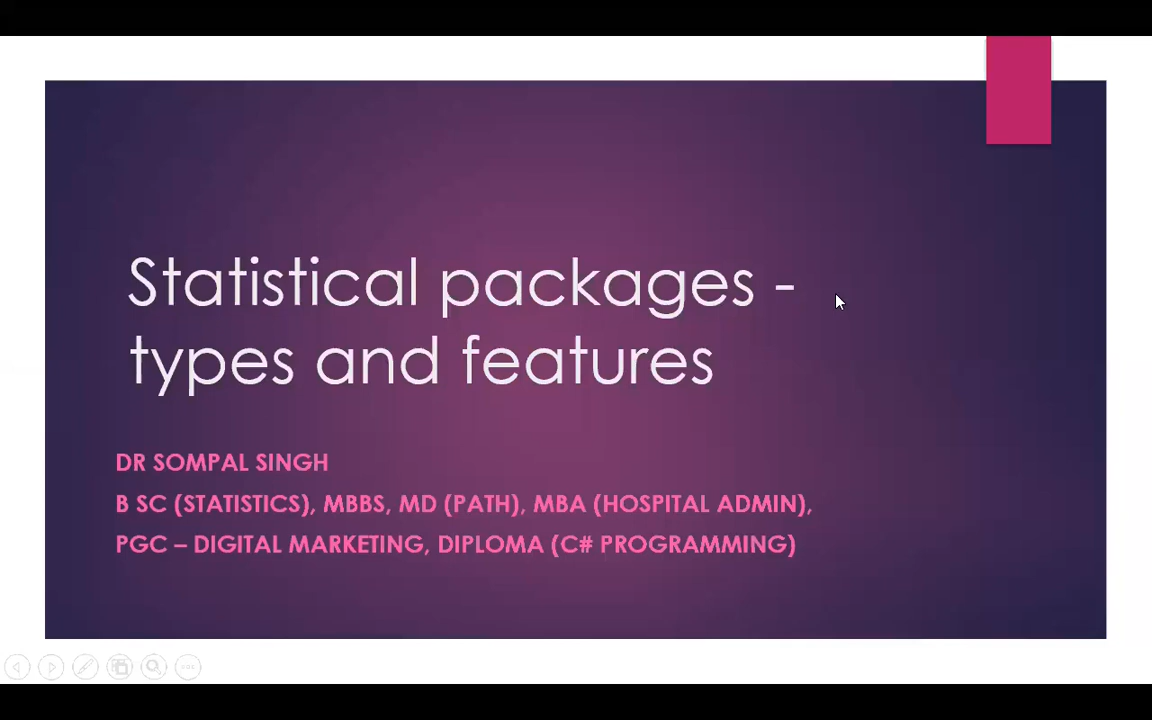 Statistical packages -
types and features
DR SOMPAL SINGH
B SC (STATISTICS), MBBS, MD (PATH), MBA (HOSPITAL ADMIN),
PGC – DIGITAL MARKETING, DIPLOMA (C# PROGRAMMING)